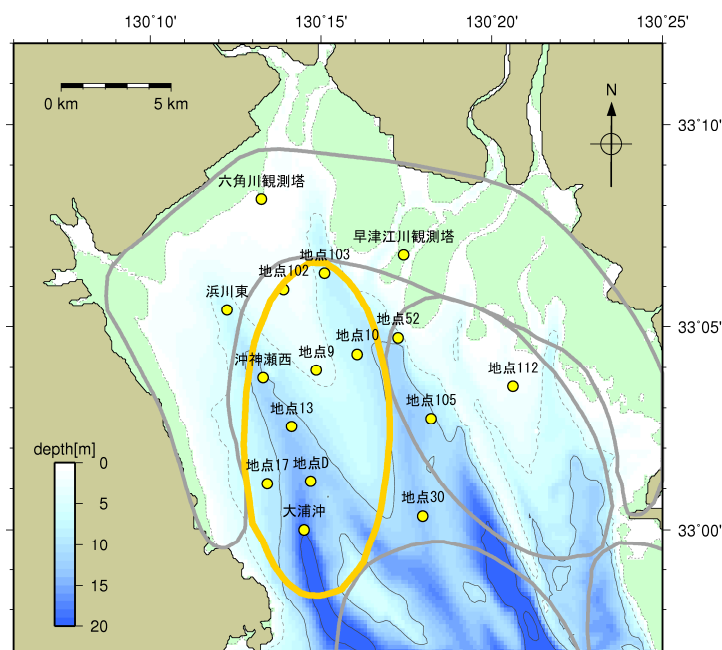 130˚10' 130˚15' 130˚20' 130˚25'
0 km 5 km
N
33˚10'
六角川観測塔
早津江川観測塔
地点103
地点102
浜川東
地点52
33˚05'
地点10
地点9
沖神瀬西
地点112
地点105
地点13
depth[m]
地点17 地点D
0
5
10
15
20
地点30
大浦沖
33˚00'